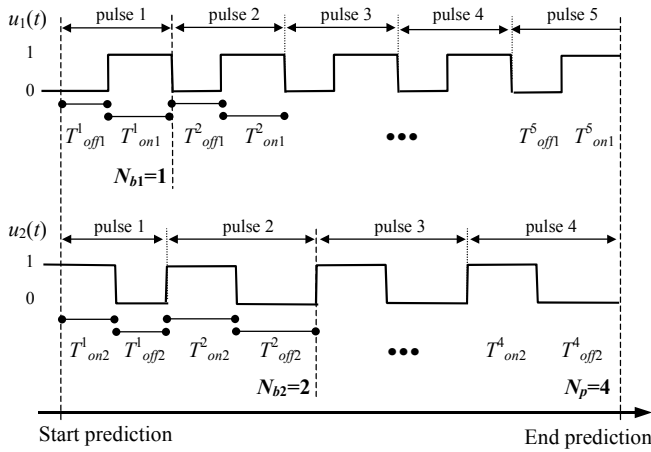 u₁(t) pulse 1 pulse 2 pulse 3 pulse 4 pulse 5
1
0
T¹off1 T¹on1 T²off1 T²on1 ••• T⁵off1 T⁵on1
Nb1=1
u₂(t) pulse 1 pulse 2 pulse 3 pulse 4
1
0
T¹on2 T¹off2 T²on2 T²off2 ••• T⁴on2 T⁴off2
Nb2=2 Np=4
Start prediction End prediction